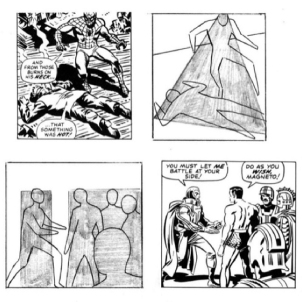 AND
FROM THOSE
BURNS ON
HIS NECK...
...THAT
SOMETHING
WAS HOT!
YOU MUST LET ME
BATTLE AT YOUR
SIDE!
DO AS YOU
WISH,
MAGNETO!